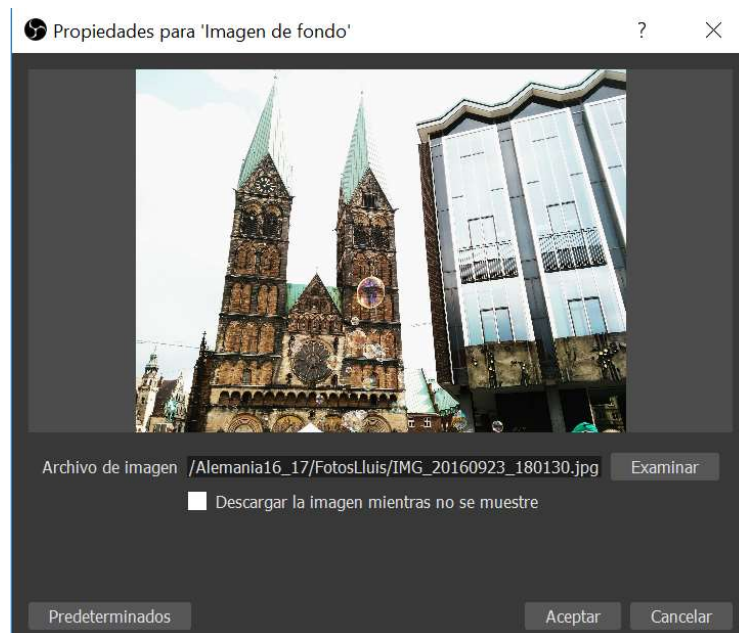 Propiedades para 'Imagen de fondo'
Archivo de imagen /Alemania16_17/FotosLluis/IMG_20160923_180130.jpg Examinar
Descargar la imagen mientras no se muestre
Predeterminados Aceptar Cancelar